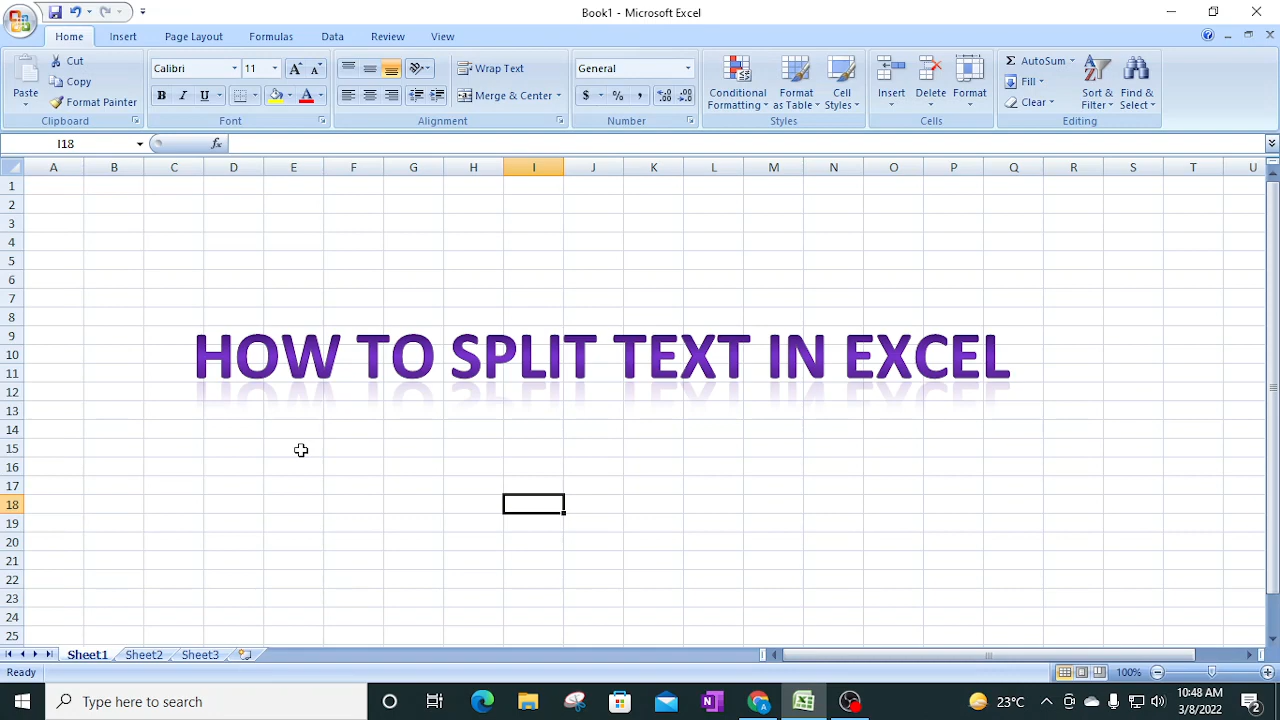 Book1 - Microsoft Excel
Home Insert Page Layout Formulas Data Review View
Paste
Cut
Copy
Format Painter
Clipboard
Calibri 11
B I U A
Font
Wrap Text
Merge & Center
Alignment
General
$ % ,
Number
Conditional Formatting
Format as Table
Cell Styles
Styles
Insert Delete Format
Cells
AutoSum
Fill
Clear
Sort & Filter
Find & Select
Editing
I18 fx
A B C D E F G H I J K L M N O P Q R S T U
1
2
3
4
5
6
7
8
9
10
11
12
13
14
15
16
17
18
19
20
21
22
23
24
25
HOW TO SPLIT TEXT IN EXCEL
Sheet1 Sheet2 Sheet3
Ready 100%
Type here to search
23°C
10:48 AM
3/8/2022
2